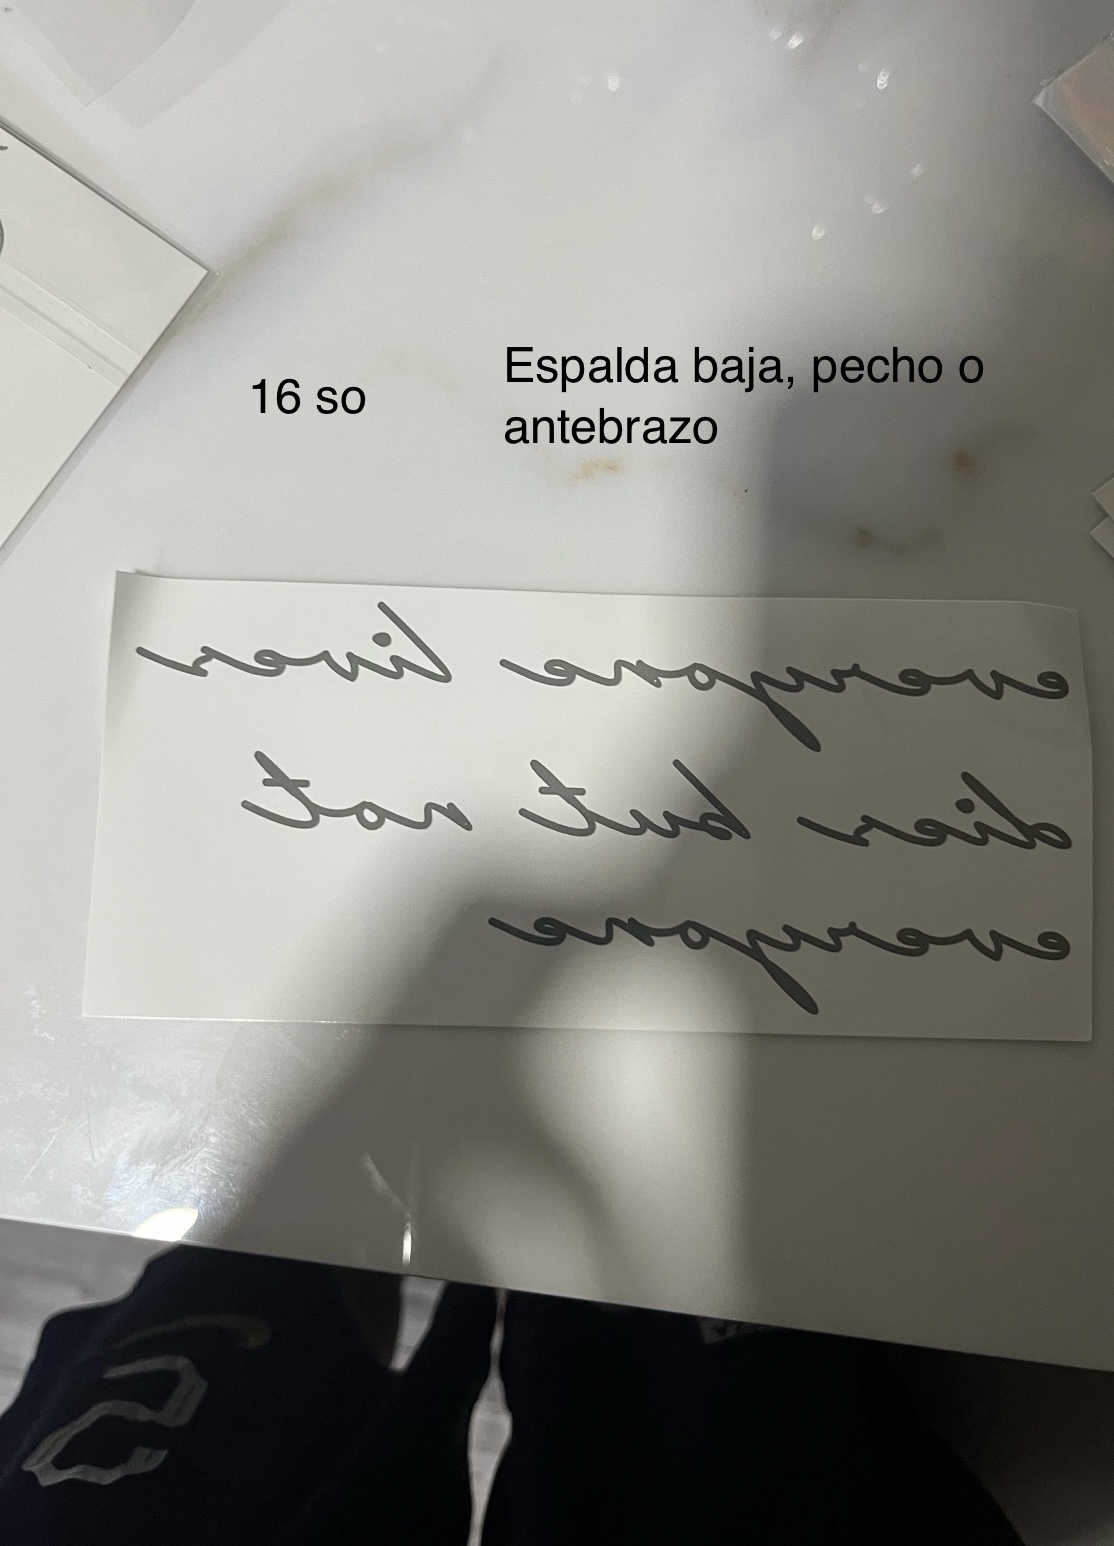 16 so
Espalda baja, pecho o
antebrazo
everyone lives
dies but not
everyone